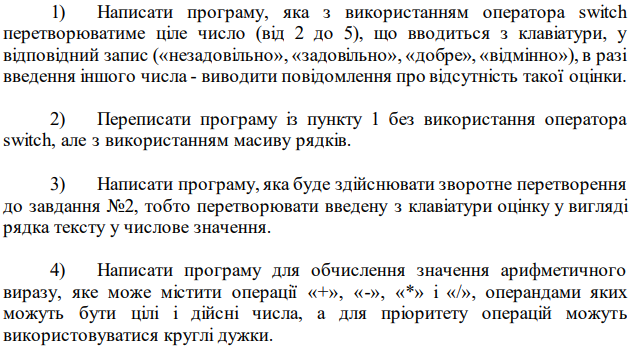 1) Написати програму, яка з використанням оператора switch
перетворюватиме ціле число (від 2 до 5), що вводиться з клавіатури, у
відповідний запис («незадовільно», «задовільно», «добре», «відмінно»), в разі
введення іншого числа - виводити повідомлення про відсутність такої оцінки.
2) Переписати програму із пункту 1 без використання оператора
switch, але з використанням масиву рядків.
3) Написати програму, яка буде здійснювати зворотне перетворення
до завдання №2, тобто перетворювати введену з клавіатури оцінку у вигляді
рядка тексту у числове значення.
4) Написати програму для обчислення значення арифметичного
виразу, яке може містити операції «+», «-», «*» і «/», операндами яких
можуть бути цілі і дійсні числа, а для пріоритету операцій можуть
використовуватися круглі дужки.